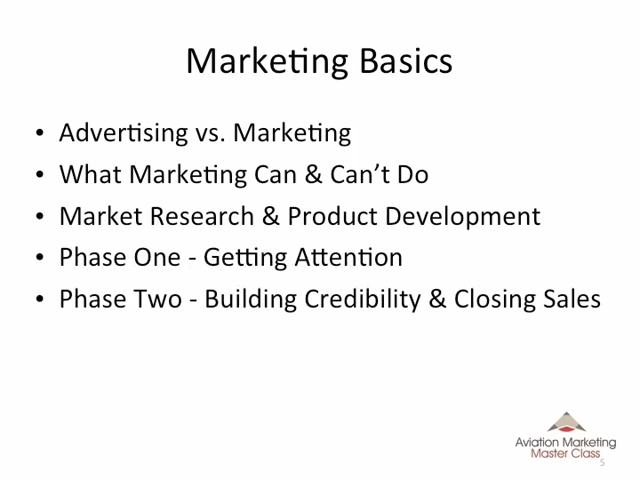 Marketing Basics
• Advertising vs. Marketing
• What Marketing Can & Can’t Do
• Market Research & Product Development
• Phase One - Getting Attention
• Phase Two - Building Credibility & Closing Sales
Aviation Marketing
Master Class
5